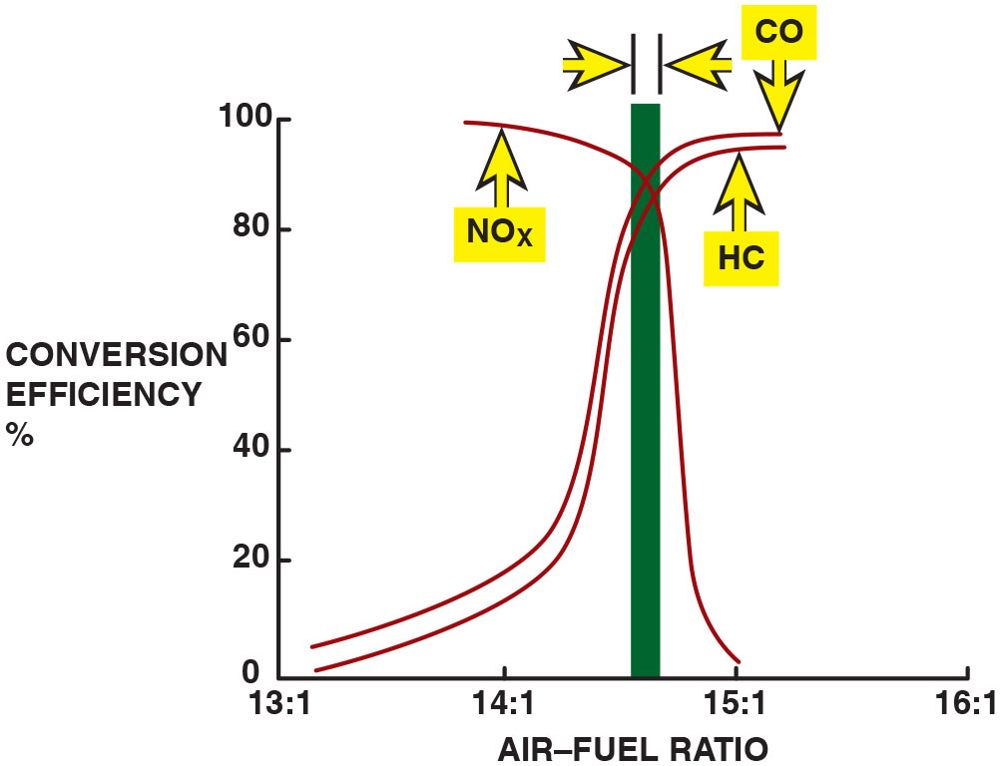 CO
100
NOX
80
HC
CONVERSION
EFFICIENCY
%
60
40
20
0
13:1 14:1 15:1 16:1
AIR–FUEL RATIO